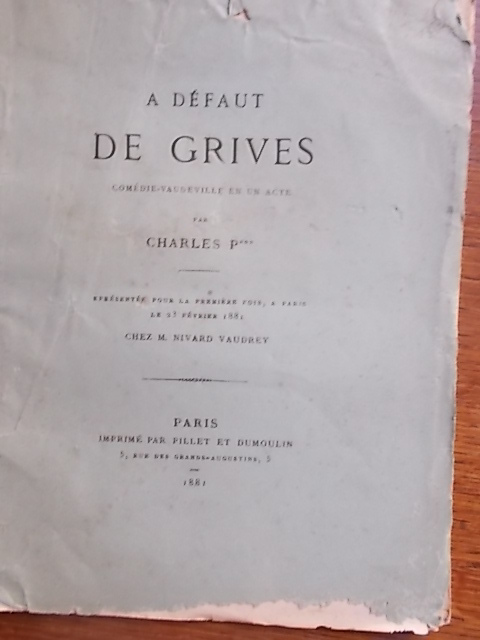 A DÉFAUT
DE GRIVES
COMÉDIE-VAUDEVILLE EN UN ACTE
PAR
CHARLES P***
EPRÉSENTÉE POUR LA PREMIÈRE FOIS, A PARIS
LE 23 FÉVRIER 1881
CHEZ M. NIVARD VAUDREY
PARIS
IMPRIMÉ PAR PILLET ET DUMOULIN
5, RUE DES GRANDS-AUGUSTINS, 5
1881